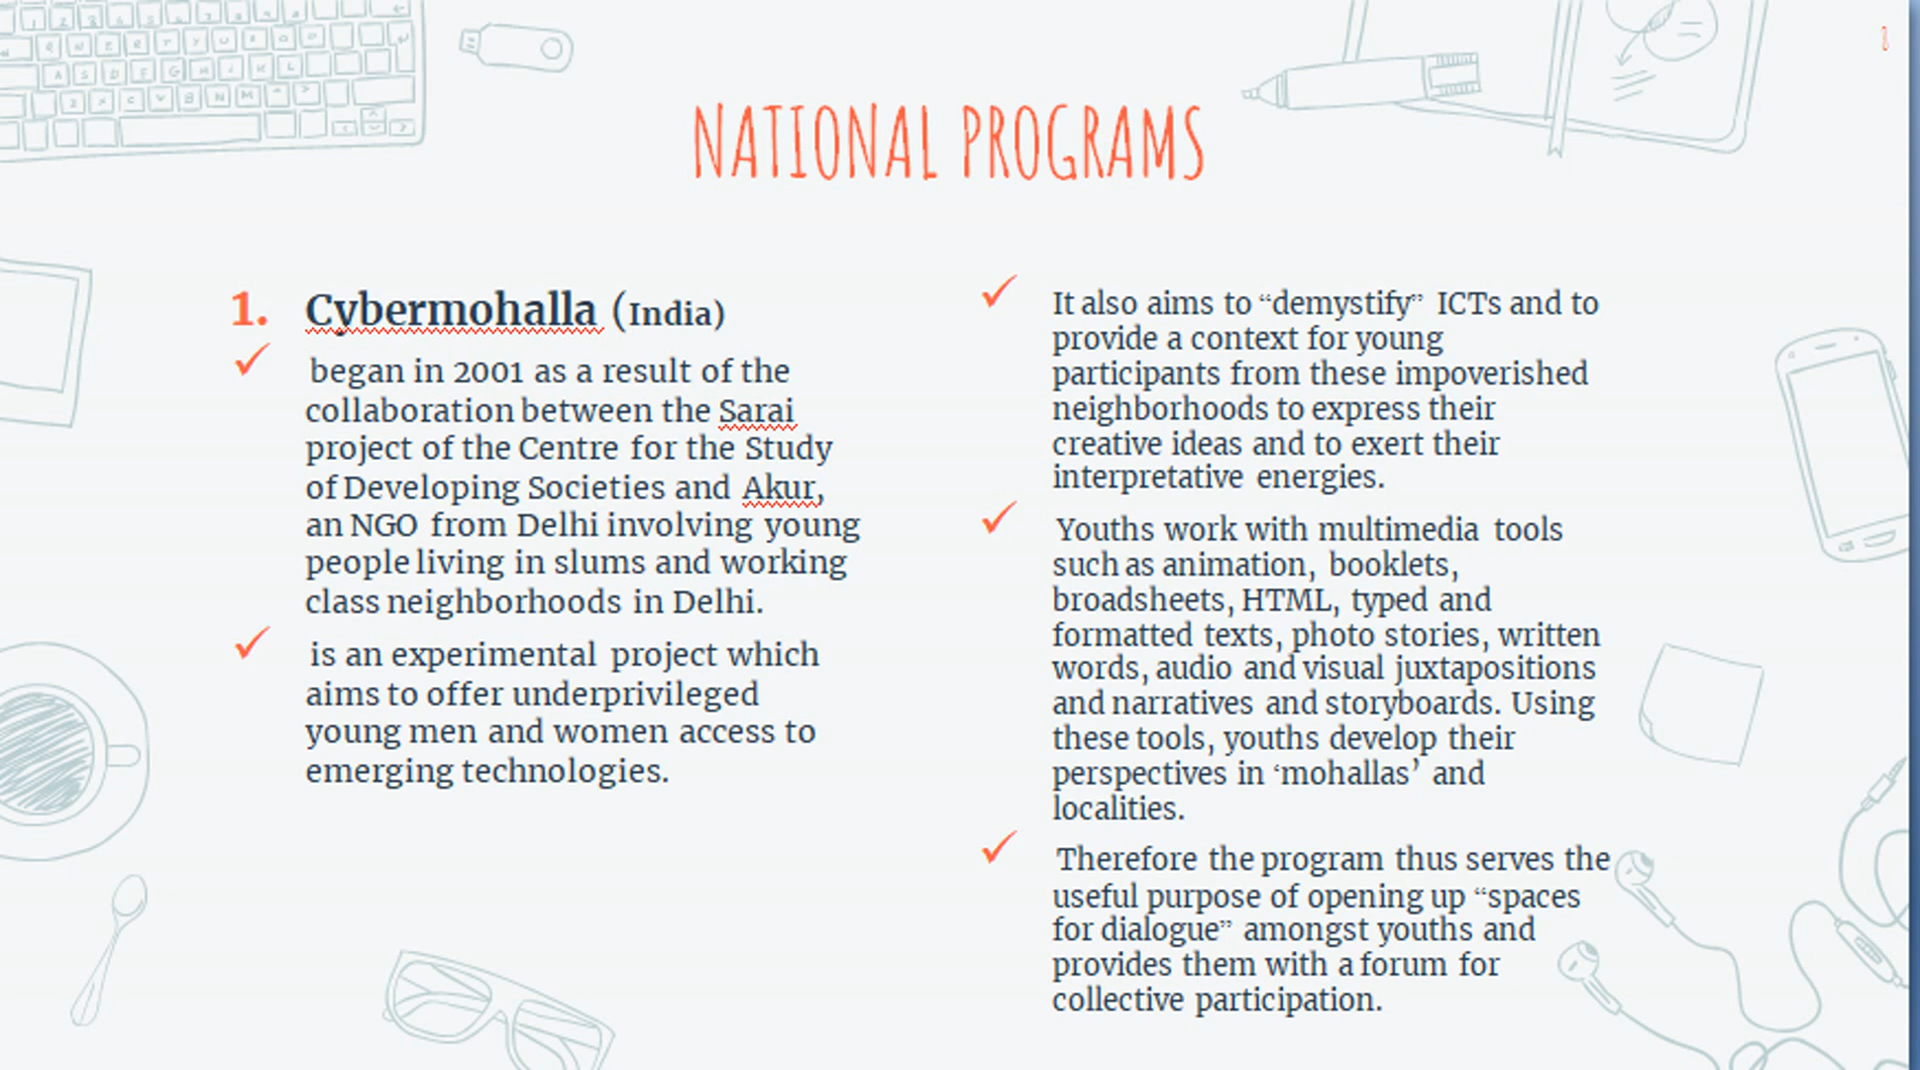 NATIONAL PROGRAMS
1. Cybermohalla (India)
✓ began in 2001 as a result of the
collaboration between the Sarai
project of the Centre for the Study
of Developing Societies and Akur,
an NGO from Delhi involving young
people living in slums and working
class neighborhoods in Delhi.
✓ is an experimental project which
aims to offer underprivileged
young men and women access to
emerging technologies.
✓ It also aims to “demystify” ICTs and to
provide a context for young
participants from these impoverished
neighborhoods to express their
creative ideas and to exert their
interpretative energies.
✓ Youths work with multimedia tools
such as animation, booklets,
broadsheets, HTML, typed and
formatted texts, photo stories, written
words, audio and visual juxtapositions
and narratives and storyboards. Using
these tools, youths develop their
perspectives in ‘mohallas’ and
localities.
✓ Therefore the program thus serves the
useful purpose of opening up “spaces
for dialogue” amongst youths and
provides them with a forum for
collective participation.